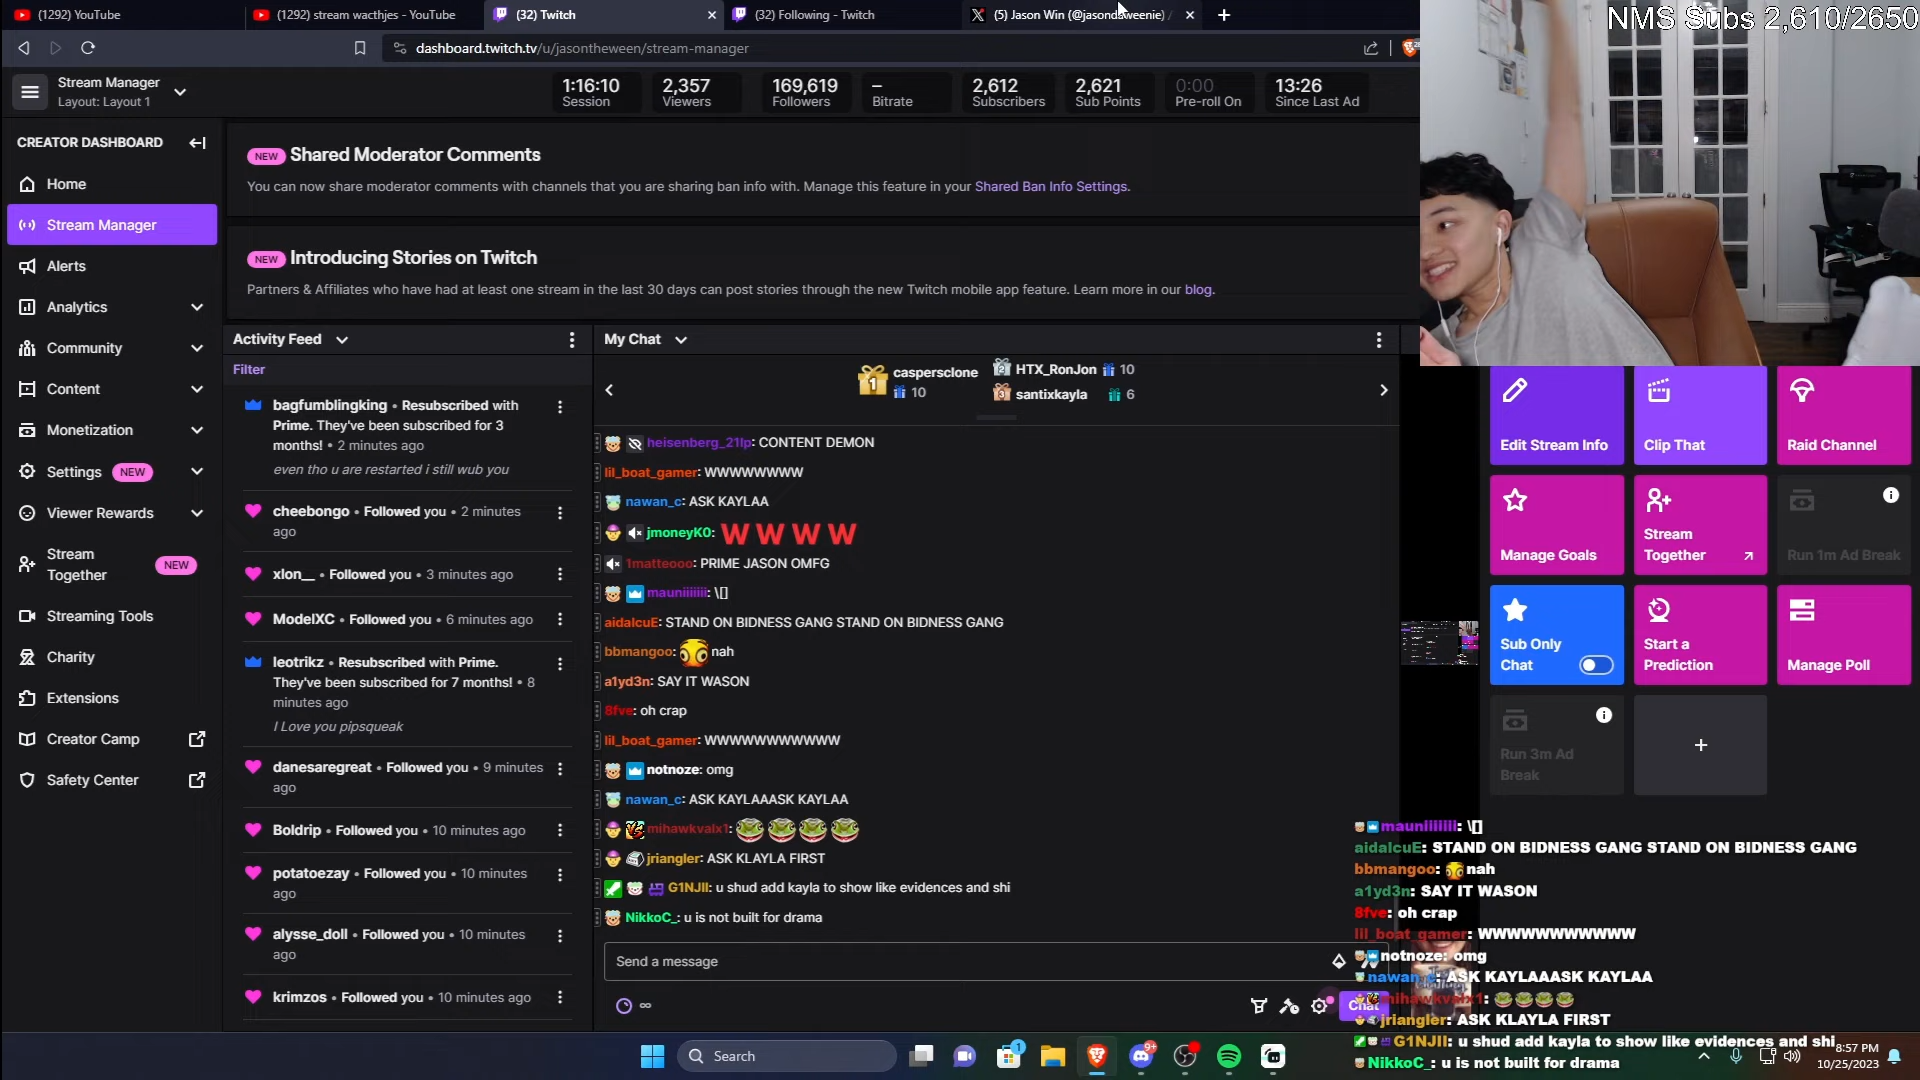 (1292) YouTube
(1292) stream wacthjes - YouTube
(32) Twitch
(32) Following - Twitch
(5) Jason Win (@jasondaweenie) /
NMS Subs 2,610/2650
dashboard.twitch.tv/u/jasontheween/stream-manager
Stream Manager
Layout: Layout 1
1:16:10
Session
2,357
Viewers
169,619
Followers
–
Bitrate
2,612
Subscribers
2,621
Sub Points
0:00
Pre-roll On
13:26
Since Last Ad
CREATOR DASHBOARD
Home
Stream Manager
Alerts
Analytics
Community
Content
Monetization
Settings NEW
Viewer Rewards
Stream
Together NEW
Streaming Tools
Charity
Extensions
Creator Camp
Safety Center
NEW Shared Moderator Comments
You can now share moderator comments with channels that you are sharing ban info with. Manage this feature in your Shared Ban Info Settings.
NEW Introducing Stories on Twitch
Partners & Affiliates who have had at least one stream in the last 30 days can post stories through the new Twitch mobile app feature. Learn more in our blog.
Activity Feed
Filter
bagfumblingking • Resubscribed with
Prime. They've been subscribed for 3
months! • 2 minutes ago
even tho u are restarted i still wub you
cheebongo • Followed you • 2 minutes
ago
xlon__ • Followed you • 3 minutes ago
ModelXC • Followed you • 6 minutes ago
leotrikz • Resubscribed with Prime.
They've been subscribed for 7 months! • 8
minutes ago
I Love you pipsqueak
danesaregreat • Followed you • 9 minutes
ago
Boldrip • Followed you • 10 minutes ago
potatoezay • Followed you • 10 minutes
ago
alysse_doll • Followed you • 10 minutes
ago
krimzos • Followed you • 10 minutes ago
My Chat
1 caspersclone
10
2 HTX_RonJon 10
3 santixkayla 6
heisenberg_21lp: CONTENT DEMON
lil_boat_gamer: WWWWWWWW
nawan_c: ASK KAYLAA
jmoneyK0: W W W W
1matteooo: PRIME JASON OMFG
mauniiiiiii: \[]
aidalcuE: STAND ON BIDNESS GANG STAND ON BIDNESS GANG
bbmangoo: nah
a1yd3n: SAY IT WASON
8fve: oh crap
lil_boat_gamer: WWWWWWWWWWW
notnoze: omg
nawan_c: ASK KAYLAAASK KAYLAA
mihawkvalx1:
jriangler: ASK KLAYLA FIRST
G1NJII: u shud add kayla to show like evidences and shi
NikkoC_: u is not built for drama
Send a message
Chat
Edit Stream Info
Clip That
Raid Channel
Manage Goals
Stream
Together
Run 1m Ad Break
Sub Only
Chat
Start a
Prediction
Manage Poll
Run 3m Ad
Break
mauniiiiiii: \[]
aidalcuE: STAND ON BIDNESS GANG STAND ON BIDNESS GANG
bbmangoo: nah
a1yd3n: SAY IT WASON
8fve: oh crap
lil_boat_gamer: WWWWWWWWWWW
notnoze: omg
nawan_c: ASK KAYLAAASK KAYLAA
mihawkvalx1:
jriangler: ASK KLAYLA FIRST
G1NJII: u shud add kayla to show like evidences and shi
NikkoC_: u is not built for drama
Search
1
9+
8:57 PM
10/25/2023